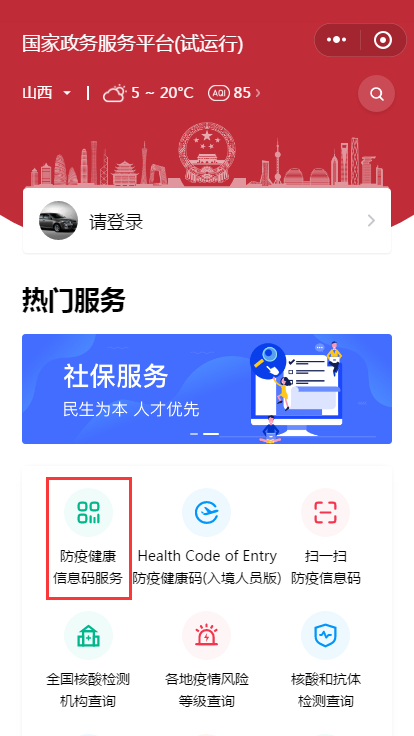 国家政务服务平台(试运行)
山西 5 ~ 20°C AQI 85
请登录
热门服务
社保服务
民生为本 人才优先
防疫健康
信息码服务
Health Code of Entry
防疫健康码(入境人员版)
扫一扫
防疫信息码
全国核酸检测
机构查询
各地疫情风险
等级查询
核酸和抗体
检测查询